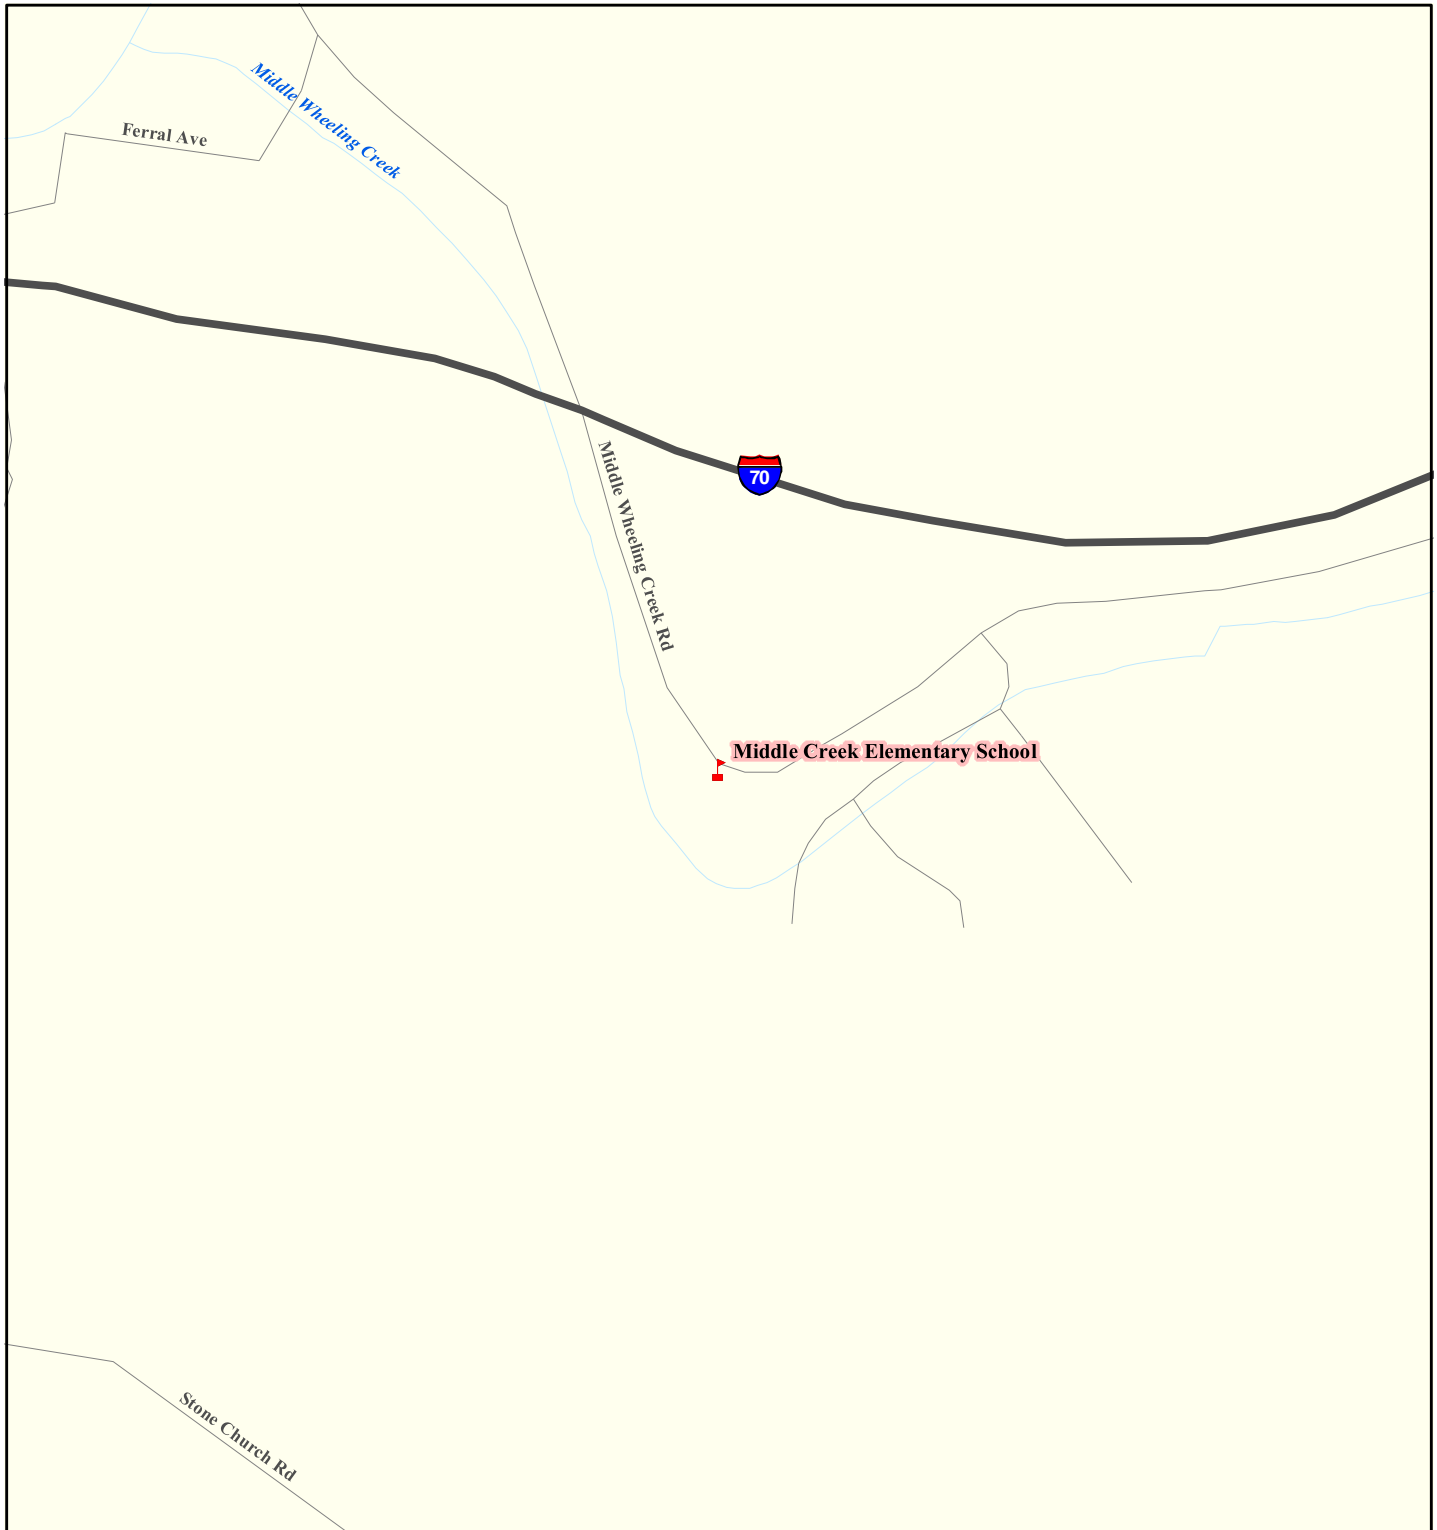 Middle Wheeling Creek
Ferral Ave
Middle Wheeling Creek Rd
70
Middle Creek Elementary School
Stone Church Rd